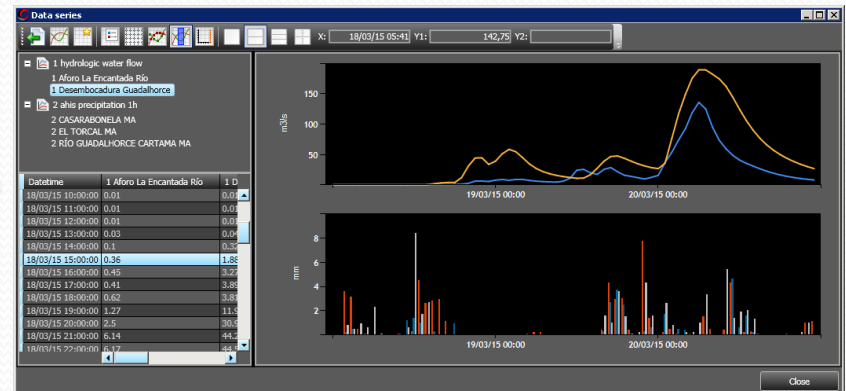 Data series
X: 18/03/15 05:41 Y1: 142,75 Y2:
1 hydrologic water flow
1 Aforo La Encantada Río
1 Desembocadura Guadalhorce
2 ahis precipitation 1h
2 CASARABONELA MA
2 EL TORCAL MA
2 RÍO GUADALHORCE CARTAMA MA
Datetime 1 Aforo La Encantada Río 1 D
18/03/15 10:00:00 0.01 0.01
18/03/15 11:00:00 0.01 0.01
18/03/15 12:00:00 0.01 0.01
18/03/15 13:00:00 0.03 0.04
18/03/15 14:00:00 0.1 0.32
18/03/15 15:00:00 0.36 1.88
18/03/15 16:00:00 0.45 3.27
18/03/15 17:00:00 0.41 3.89
18/03/15 18:00:00 0.62 3.81
18/03/15 19:00:00 1.27 11.9
18/03/15 20:00:00 2.5 30.9
18/03/15 21:00:00 6.14 44.2
18/03/15 22:00:00 6.17 44.5
150
100
50
m3/s
19/03/15 00:00 20/03/15 00:00
8
6
4
2
mm
19/03/15 00:00 20/03/15 00:00
Close